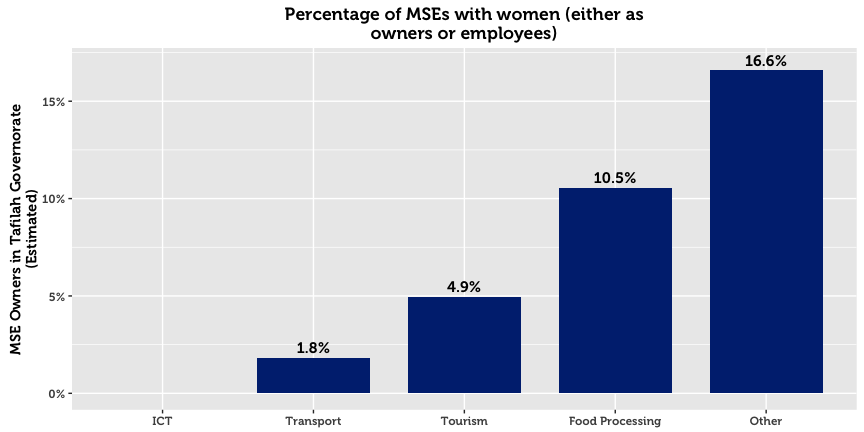 Percentage of MSEs with women (either as
owners or employees)
MSE Owners in Tafilah Governorate
(Estimated)
15%
10%
5%
0%
1.8%
4.9%
10.5%
16.6%
ICT
Transport
Tourism
Food Processing
Other